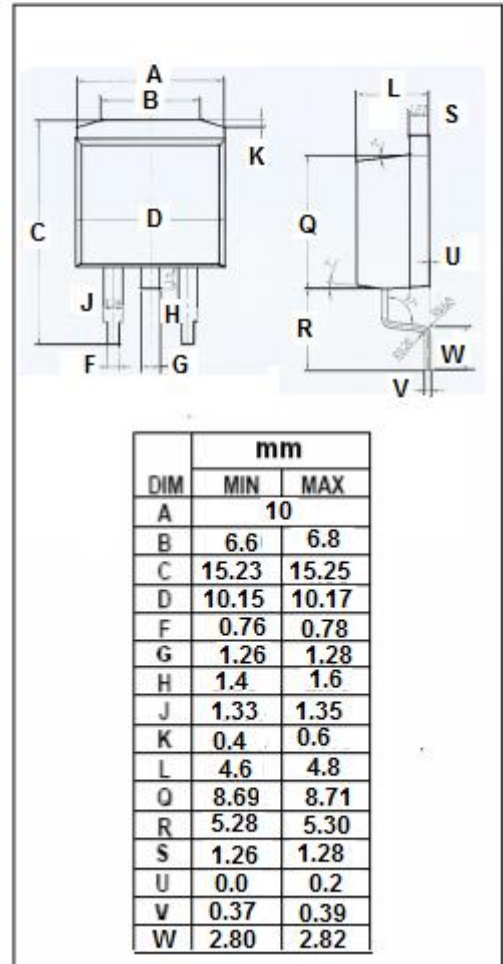 A
B
L
S
K
C
D
Q
U
J
H
R
F
G
W
V
mm
DIM MIN MAX
A 10
B 6.6 6.8
C 15.23 15.25
D 10.15 10.17
F 0.76 0.78
G 1.26 1.28
H 1.4 1.6
J 1.33 1.35
K 0.4 0.6
L 4.6 4.8
Q 8.69 8.71
R 5.28 5.30
S 1.26 1.28
U 0.0 0.2
V 0.37 0.39
W 2.80 2.82